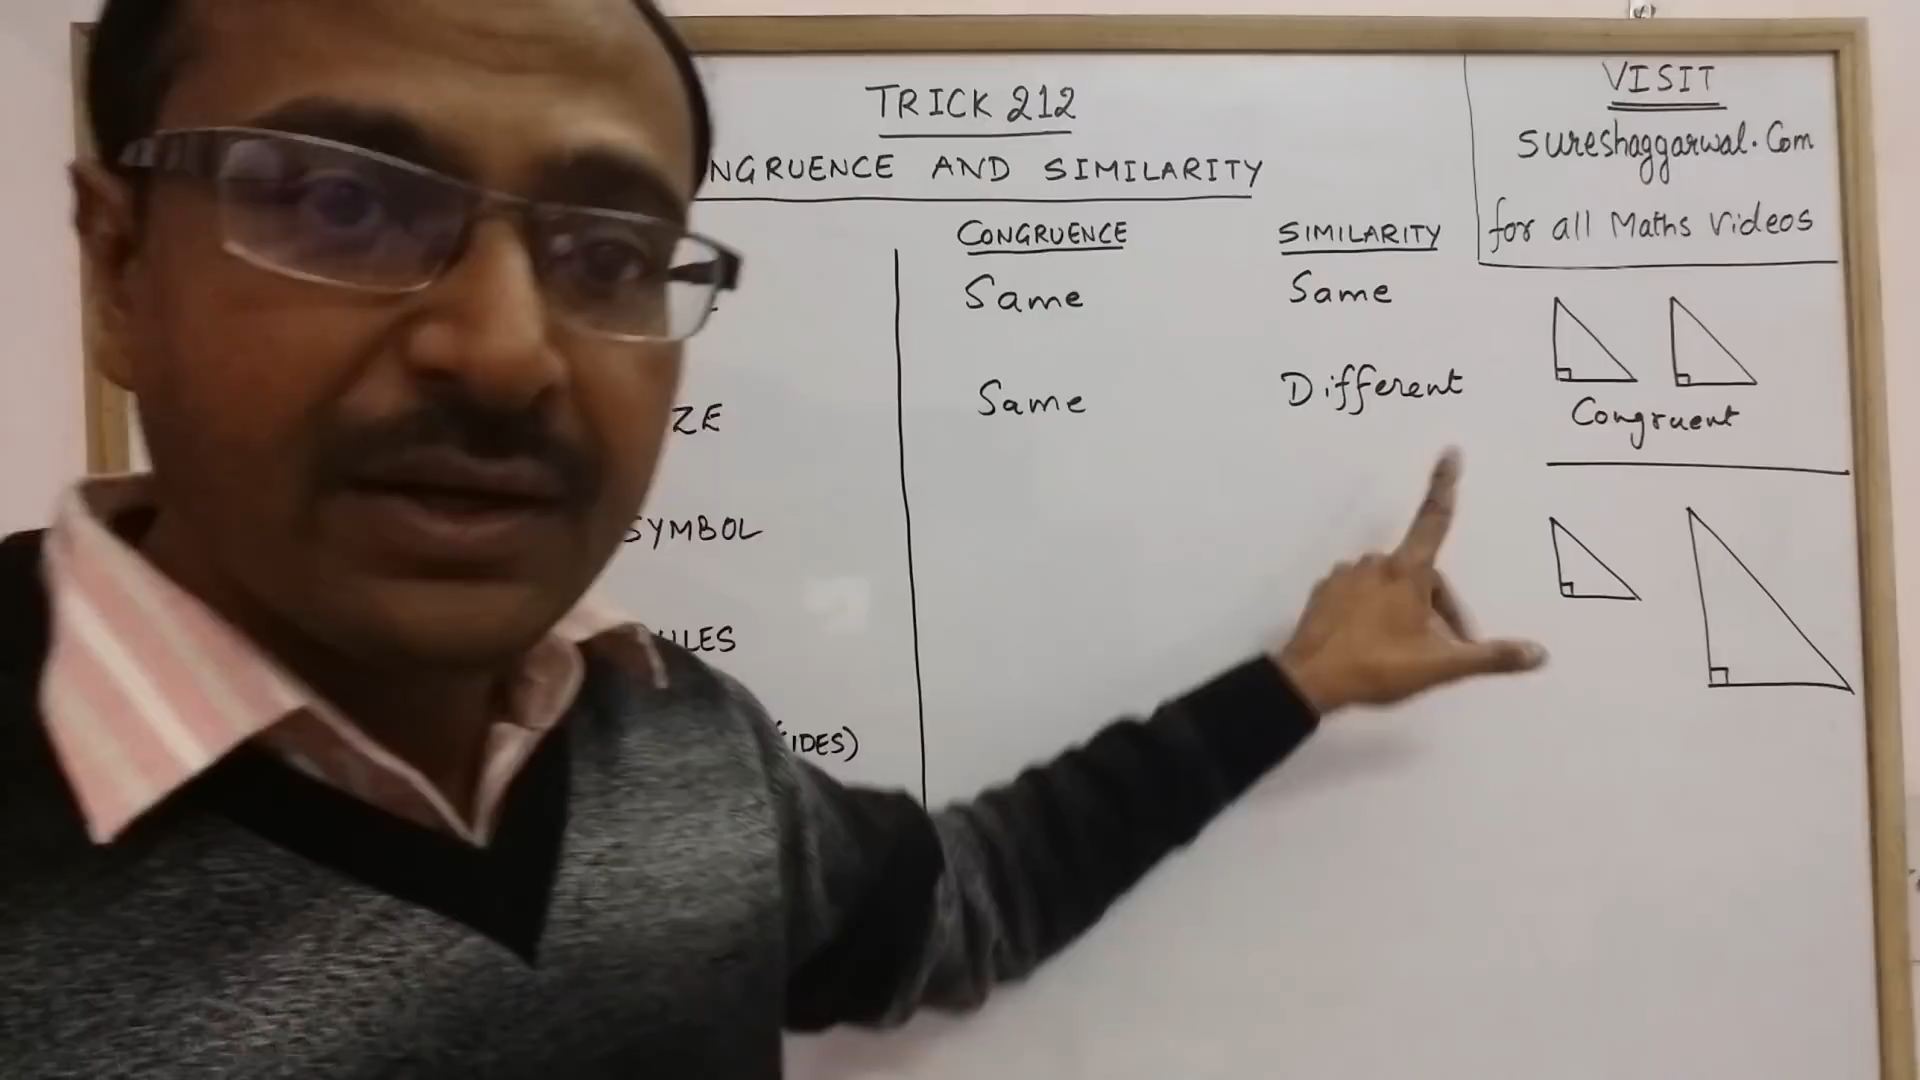 TRICK 212
NGRUENCE AND SIMILARITY
VISIT
sureshaggarwal.Com
for all Maths Videos
CONGRUENCE SIMILARITY
Same Same
ZE Same Different
Congruent
SYMBOL
ULES
IDES)